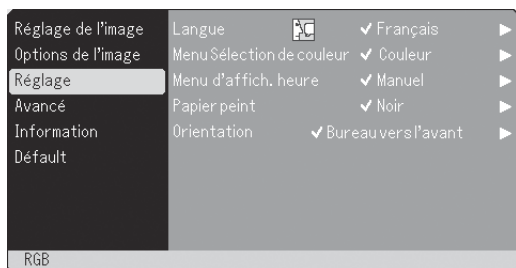 Réglage de l'image
Options de l'image
Réglage
Avancé
Information
Défault
Langue ✓ Français
Menu Sélection de couleur ✓ Couleur
Menu d'affich. heure ✓ Manuel
Papier peint ✓ Noir
Orientation ✓ Bureau vers l'avant
RGB